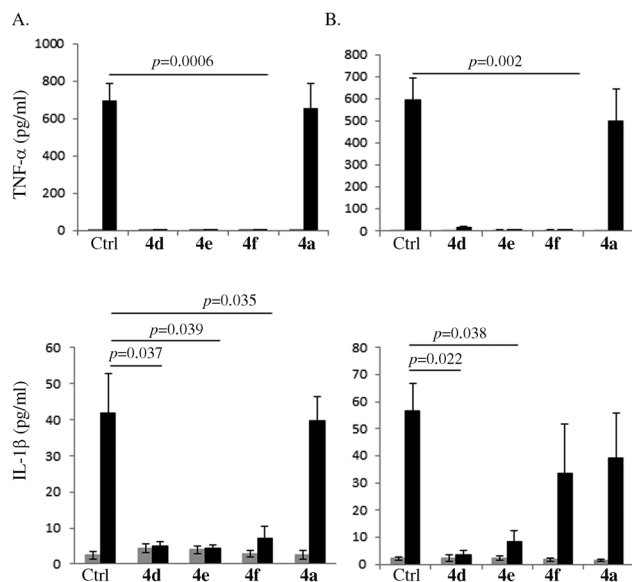 A.
B.
TNF-α (pg/ml)
1000
800
600
400
200
0
p=0.0006
Ctrl 4d 4e 4f 4a
800
700
600
500
400
300
200
100
0
p=0.002
Ctrl 4d 4e 4f 4a
IL-1β (pg/ml)
p=0.035
p=0.039
p=0.037
60
50
40
30
20
10
0
Ctrl 4d 4e 4f 4a
p=0.038
p=0.022
80
70
60
50
40
30
20
10
0
Ctrl 4d 4e 4f 4a